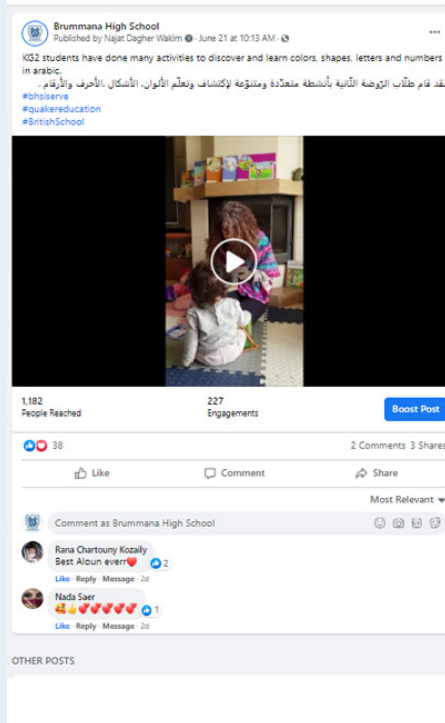 Brummana High School
Published by Najat Dagher Wakim · June 21 at 10:13 AM ·
KG2 students have done many activities to discover and learn colors, shapes, letters and numbers
in arabic.
لقد قام طلّاب الرّوضة الثّانية بأنشطة متعدّدة ومتنوّعة لإكتشاف وتعلّم الألوان، الأشكال ،الأحرف والأرقام .
#bhsiserve
#quakereducation
#BritishSchool
1,182
People Reached
227
Engagements
Boost Post
38
2 Comments 3 Shares
Like
Comment
Share
Most Relevant
Comment as Brummana High School
Rana Chartouny Kozaily
Best Aloun everr❤️
2
Like · Reply · Message · 2d
Nada Saer
🥰👍💕💕💕💕💕
1
Like · Reply · Message · 2d
OTHER POSTS